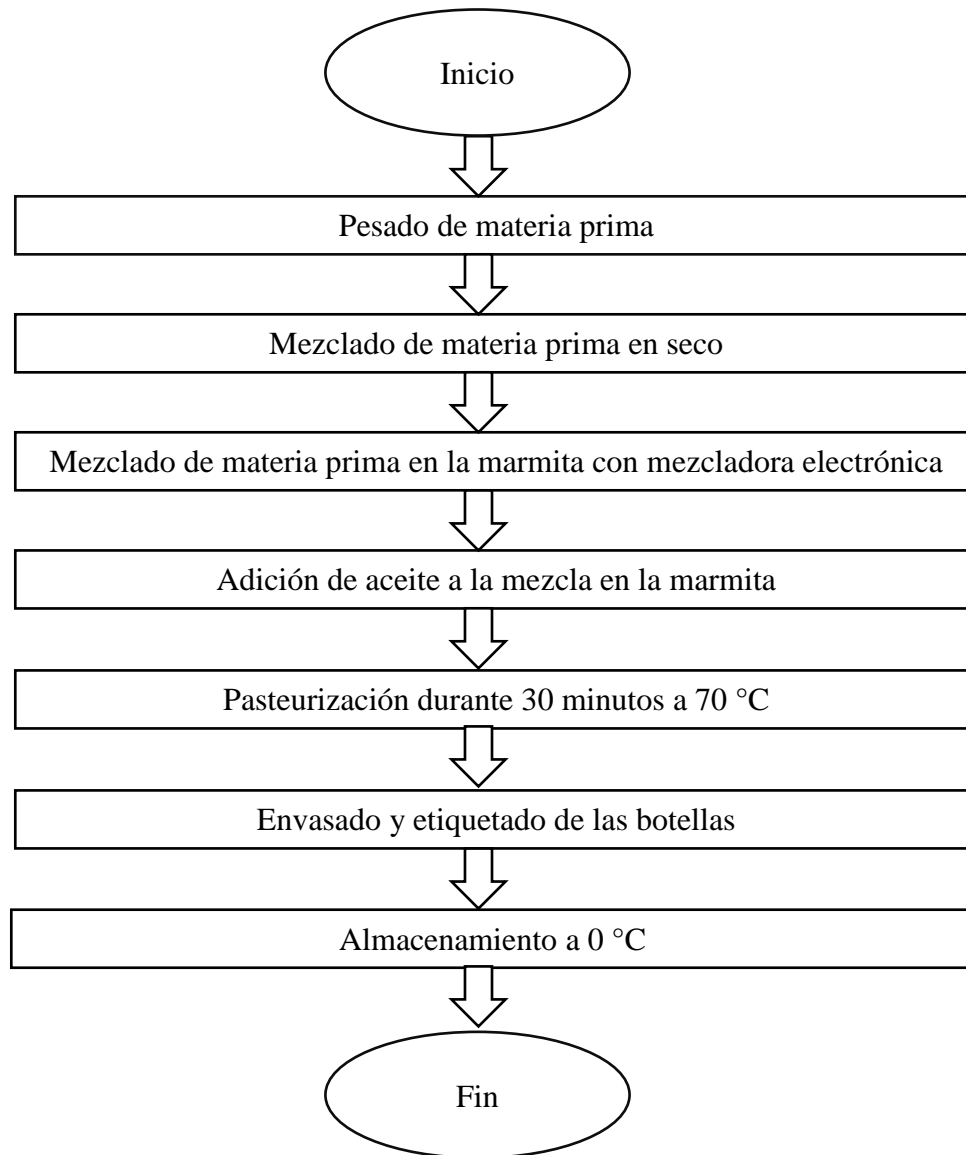 Inicio
Pesado de materia prima
Mezclado de materia prima en seco
Mezclado de materia prima en la marmita con mezcladora electrónica
Adición de aceite a la mezcla en la marmita
Pasteurización durante 30 minutos a 70 °C
Envasado y etiquetado de las botellas
Almacenamiento a 0 °C
Fin